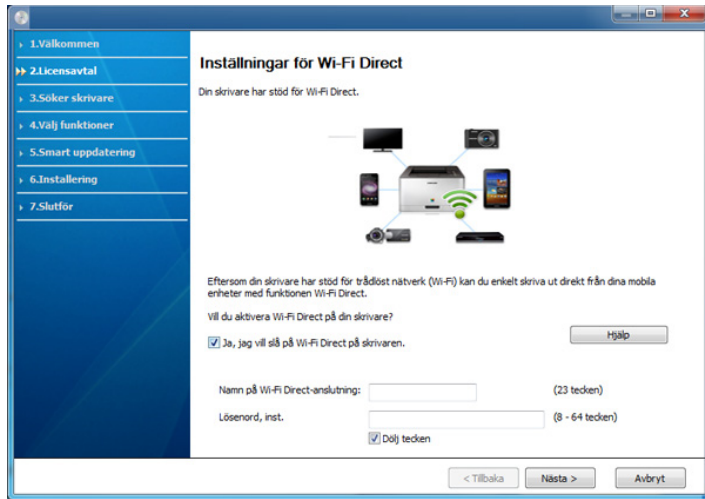 1.Välkommen
2.Licensavtal
3.Söker skrivare
4.Välj funktioner
5.Smart uppdatering
6.Installering
7.Slutför
Inställningar för Wi-Fi Direct
Din skrivare har stöd för Wi-Fi Direct.
Eftersom din skrivare har stöd för trådlöst nätverk (Wi-Fi) kan du enkelt skriva ut direkt från dina mobila
enheter med funktionen Wi-Fi Direct.
Vill du aktivera Wi-Fi Direct på din skrivare?
Ja, jag vill slå på Wi-Fi Direct på skrivaren.
Hjälp
Namn på Wi-Fi Direct-anslutning: (23 tecken)
Lösenord, inst. (8 - 64 tecken)
Dölj tecken
< Tillbaka Nästa > Avbryt